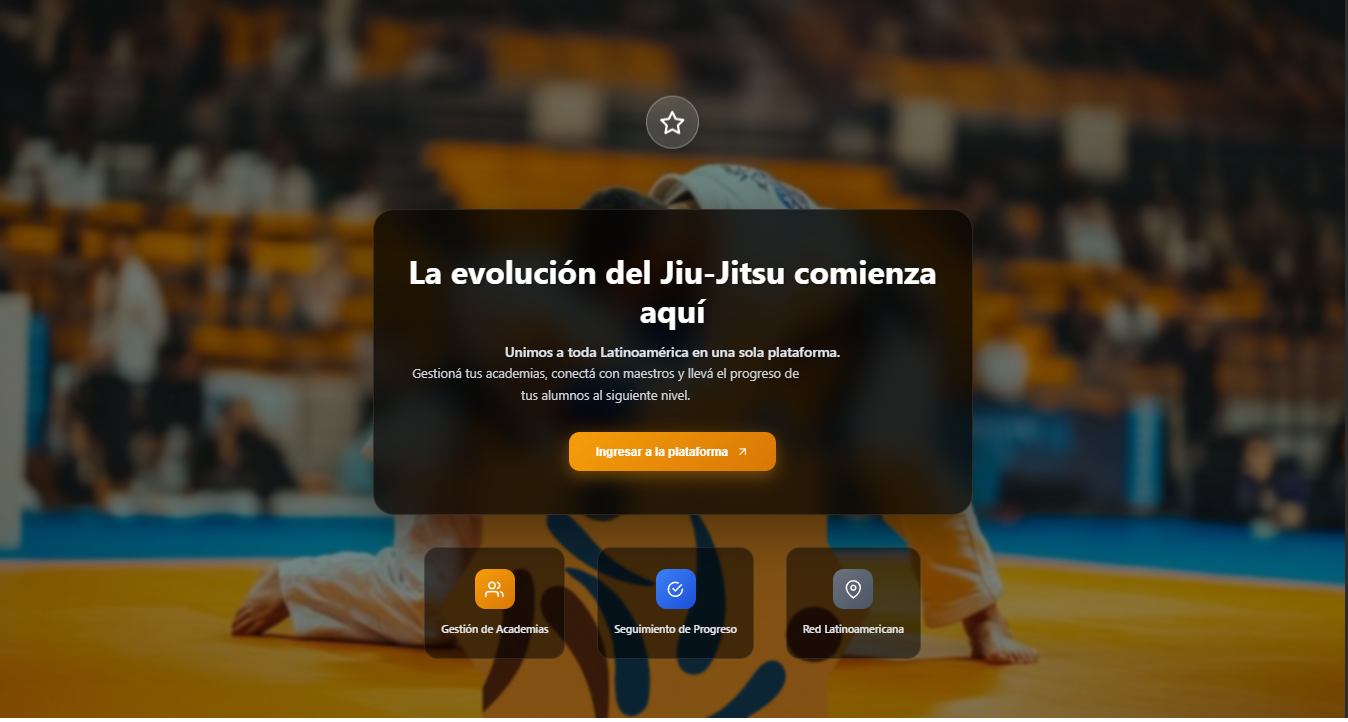 La evolución del Jiu-Jitsu comienza
aquí
Unimos a toda Latinoamérica en una sola plataforma.
Gestioná tus academias, conectá con maestros y llevá el progreso de
tus alumnos al siguiente nivel.
Ingresar a la plataforma
Gestión de Academias
Seguimiento de Progreso
Red Latinoamericana